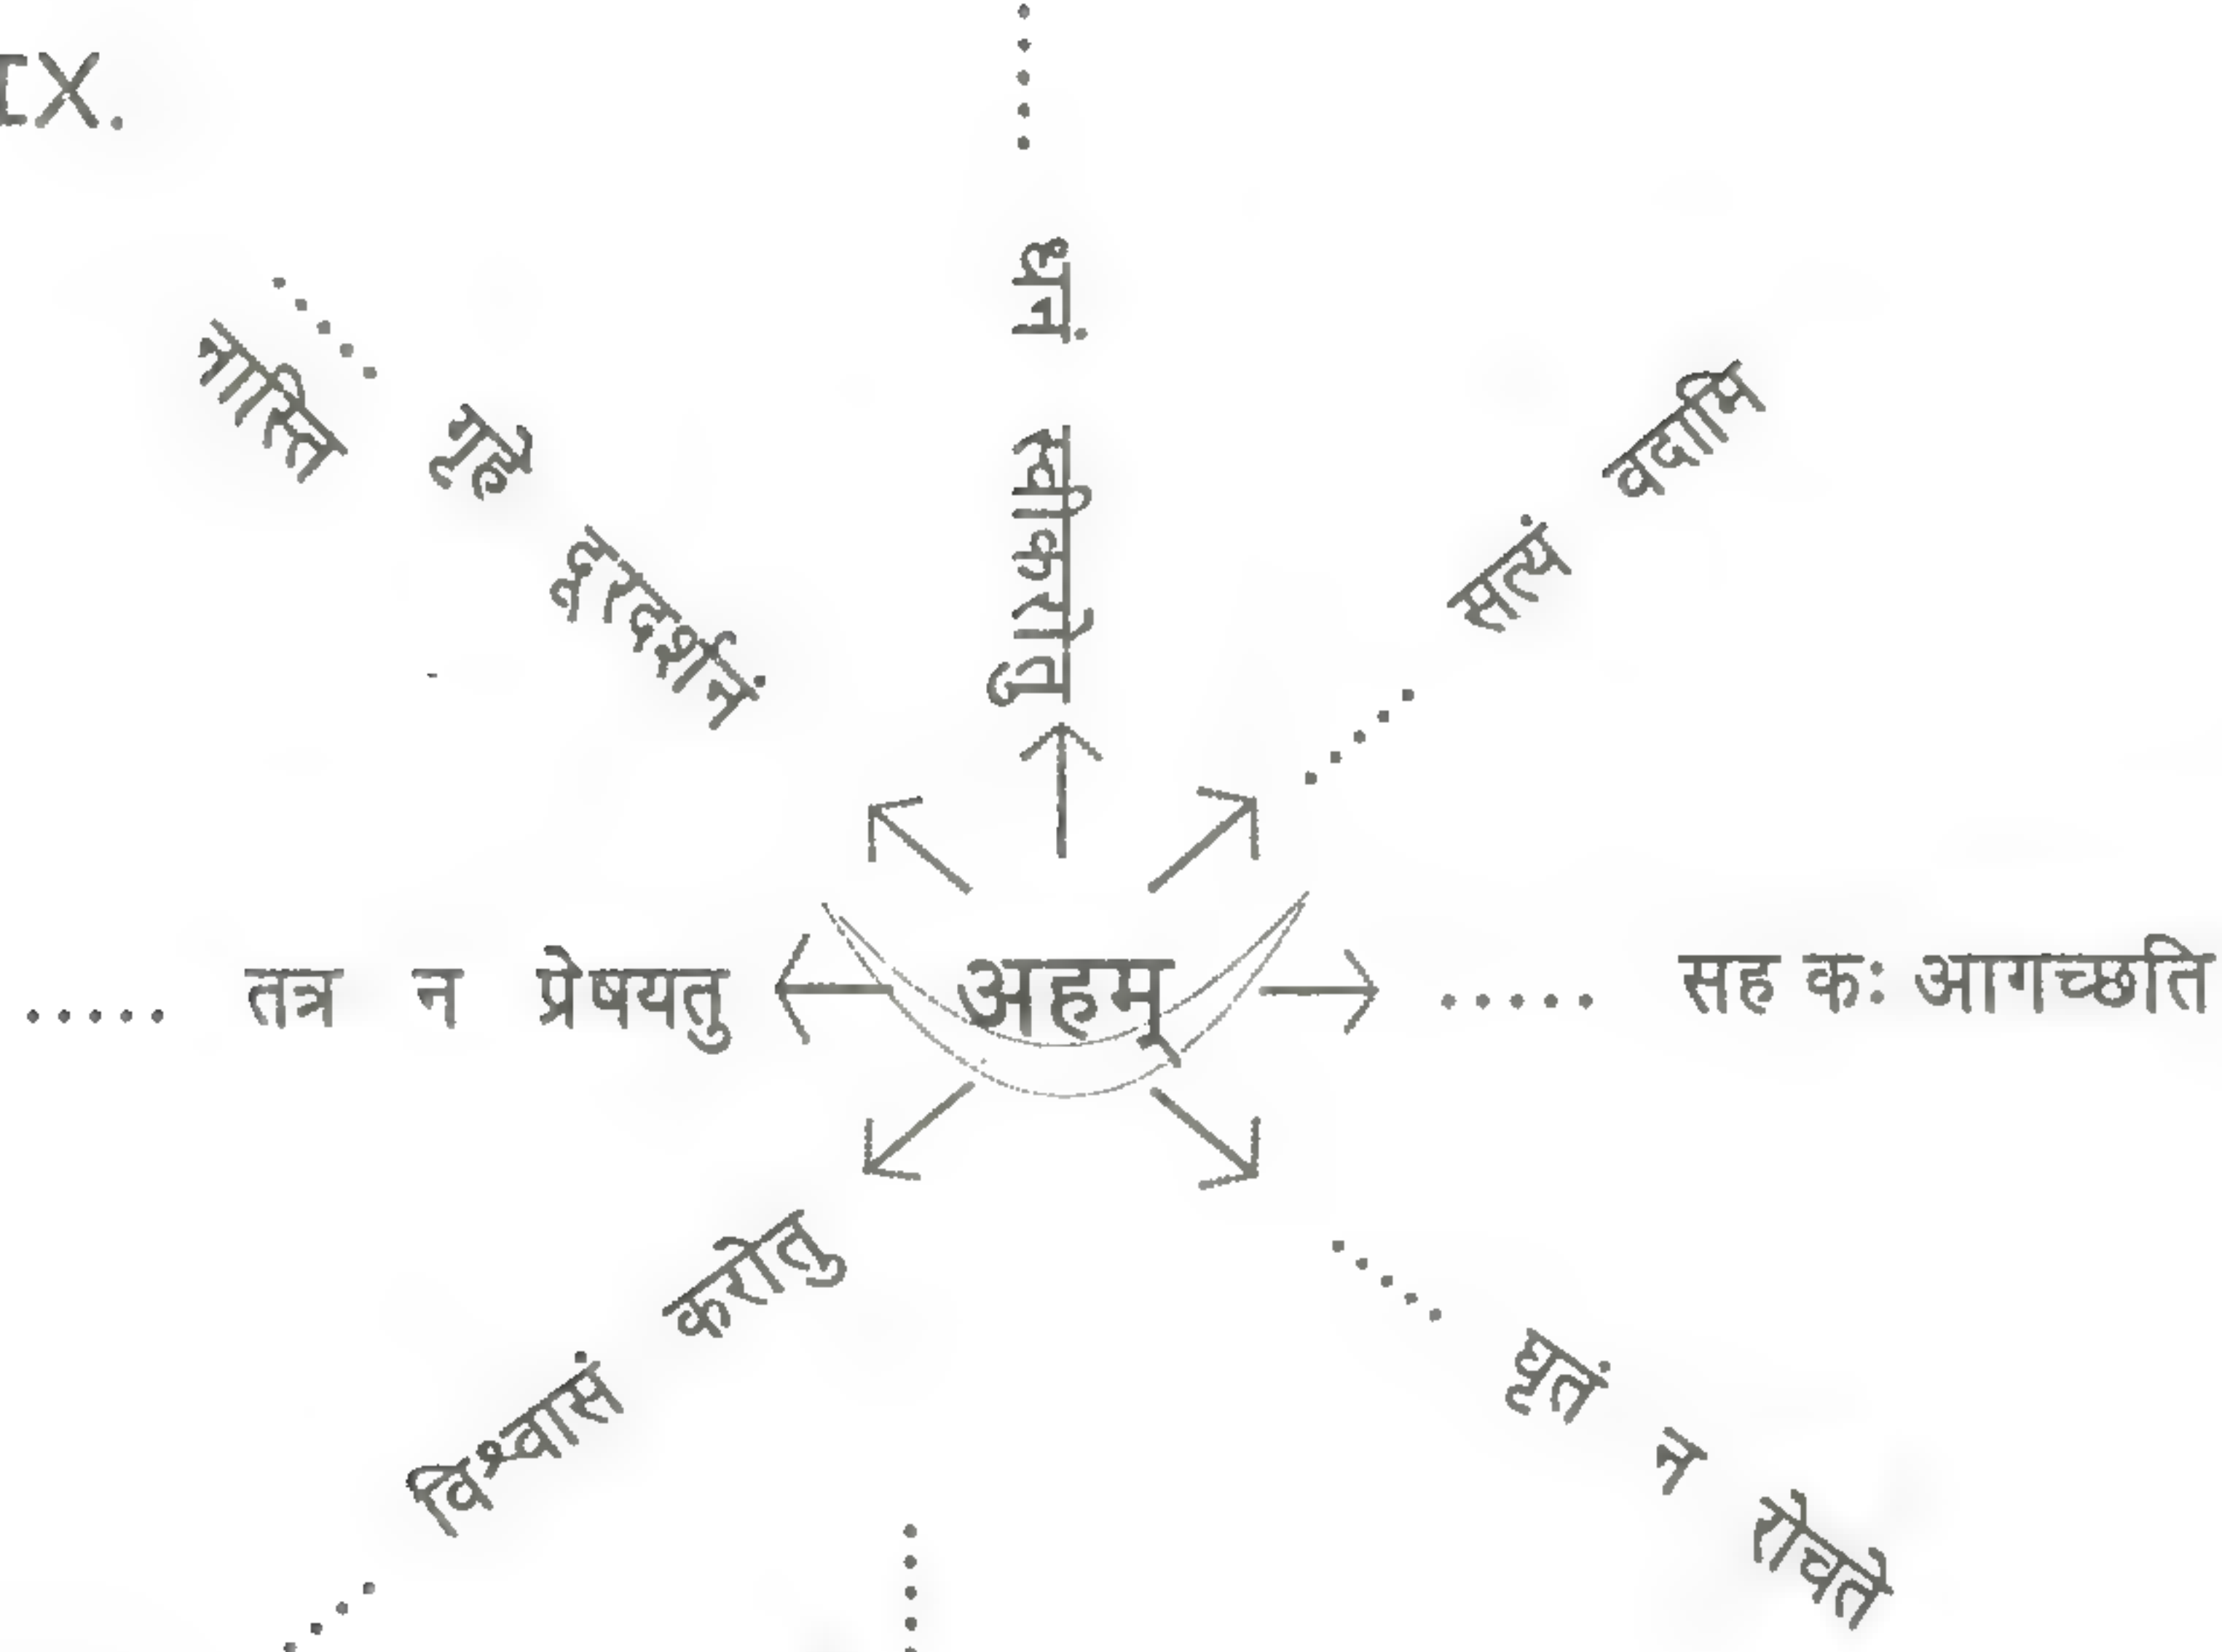 IX.
..... धनं स्वीकरोति
..... नास्ति गृहे दूरदर्शनं
..... सत्यं वदामि
..... तत्र न प्रेषयतु
अहम्
..... सह कः आगच्छति
विश्वासं करोतु
..... घृतं न रोचते